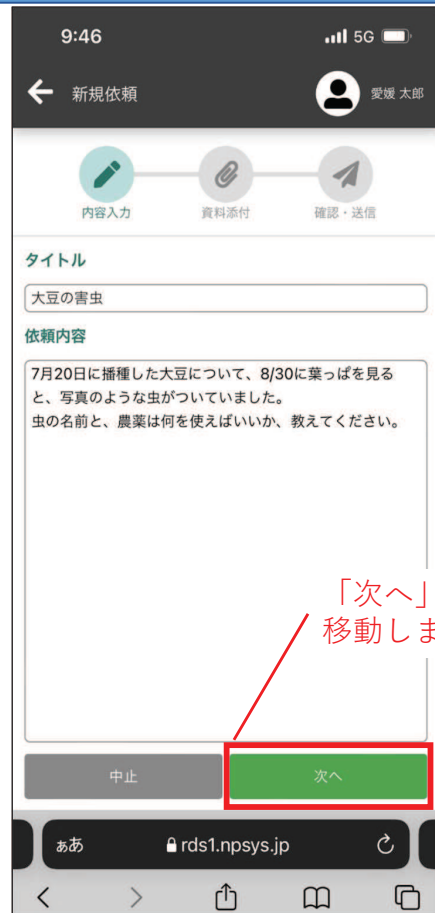 9:46
5G
新規依頼
愛媛 太郎
内容入力
資料添付
確認・送信
タイトル
大豆の害虫
依頼内容
7月20日に播種した大豆について、8/30に葉っぱを見る
と、写真のような虫がついていました。
虫の名前と、農薬は何を使えばいいか、教えてください。
「次へ」
移動しま
中止
次へ
ぁあ
rds1.npsys.jp